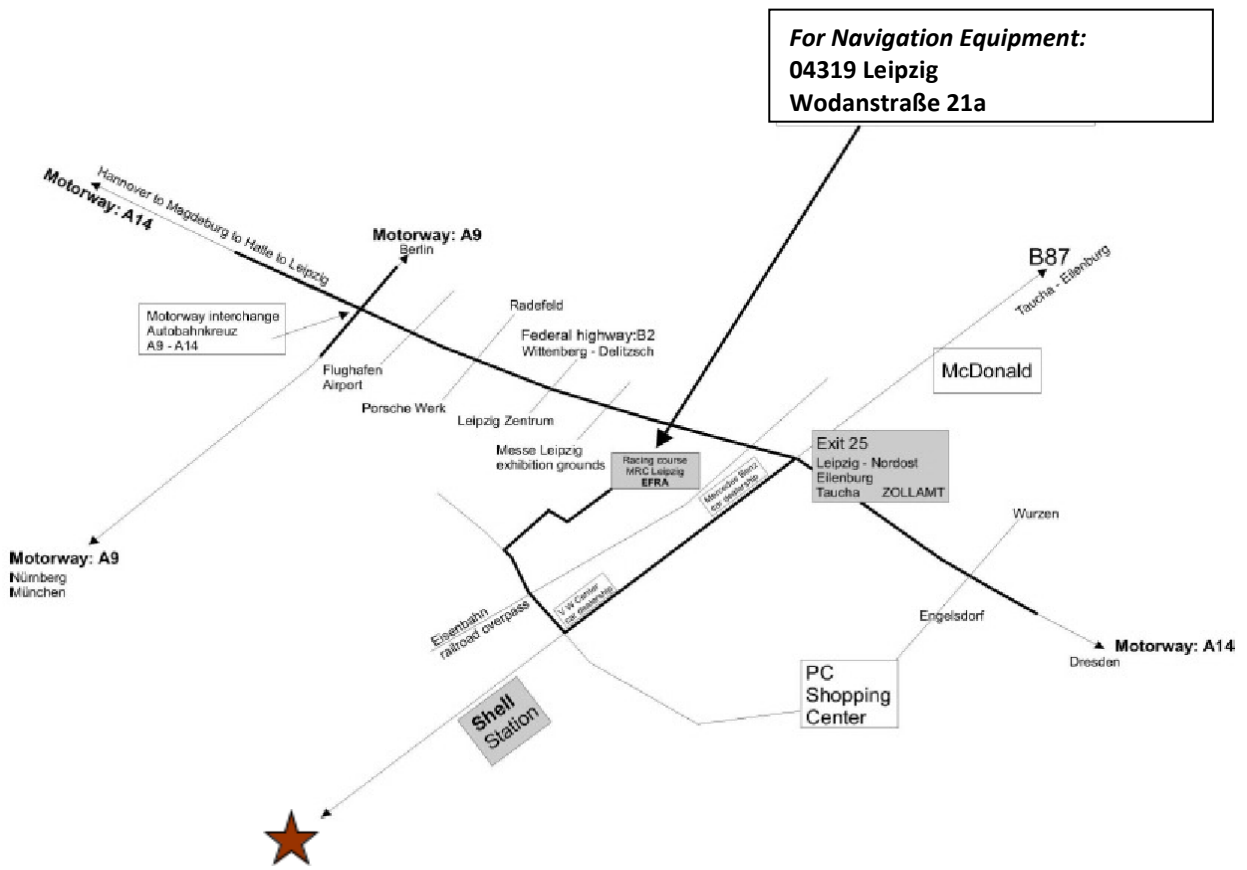 For Navigation Equipment:
04319 Leipzig
Wodanstraße 21a
Motorway: A14
Hannover to Magdeburg to Halle to Leipzig
Motorway: A9
Berlin
B87
Taucha - Eilenburg
Motorway interchange
Autobahnkreuz
A9 - A14
Radefeld
Federal highway:B2
Wittenberg - Delitzsch
Flughafen
Airport
Porsche Werk
Leipzig Zentrum
Messe Leipzig
exhibition grounds
McDonald
Racing course
MRC Leipzig
EFRA
Mercedes Benz
car dealership
Exit 25
Leipzig - Nordost
Eilenburg
Taucha ZOLLAMT
Wurzen
Motorway: A9
Nürnberg
München
V W Center
car dealership
Eisenbahn
railroad overpass
Engelsdorf
Motorway: A14
Dresden
PC
Shopping
Center
Shell
Station